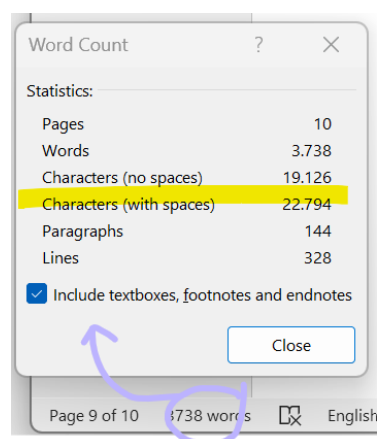 Word Count ?
Statistics:
Pages 10
Words 3.738
Characters (no spaces) 19.126
Characters (with spaces) 22.794
Paragraphs 144
Lines 328
Include textboxes, footnotes and endnotes
Close
Page 9 of 10 3738 words English